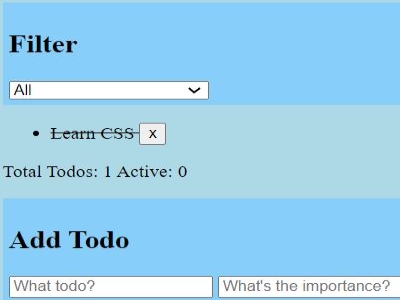 Filter
All
Learn CSS x
Total Todos: 1 Active: 0
Add Todo
What todo? What's the importance?